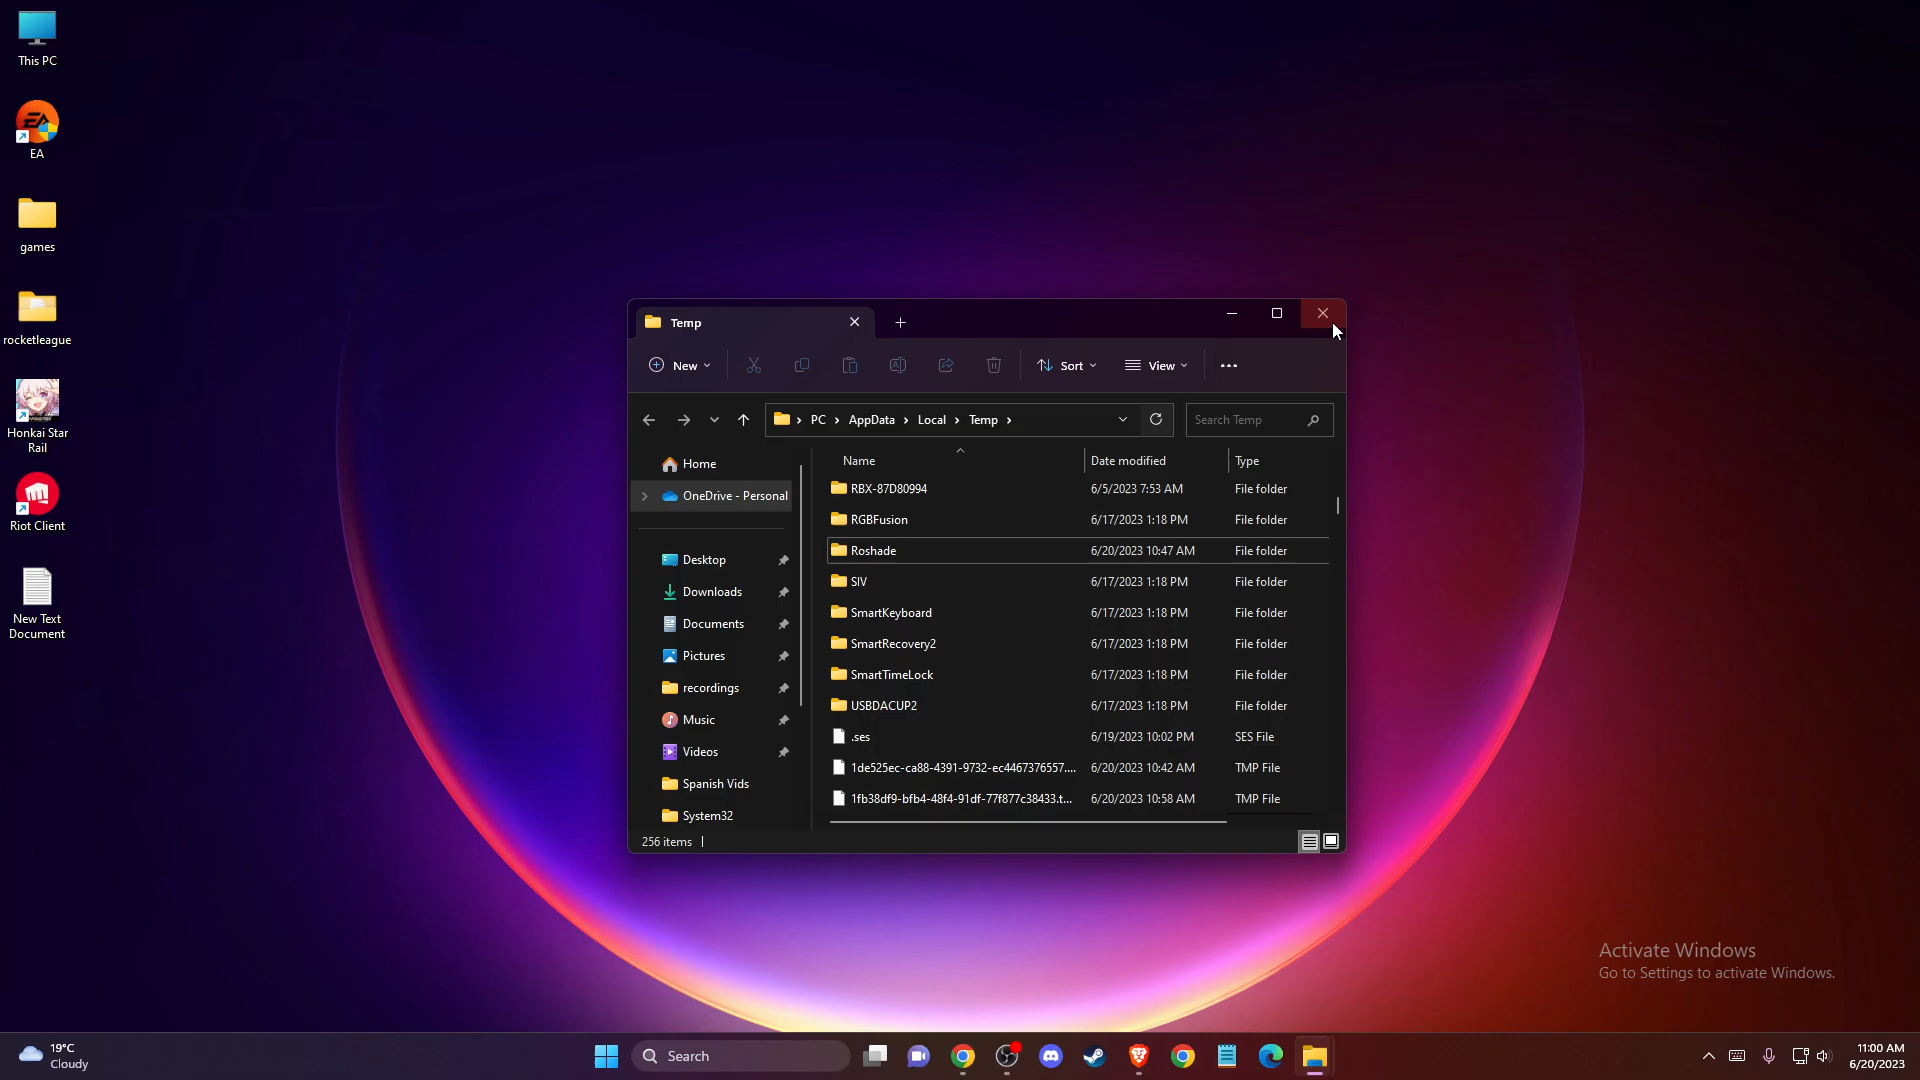 This PC
EA
games
rocketleague
Honkai Star
Rail
Riot Client
New Text
Document
Temp
New
Sort
View
PC
AppData
Local
Temp
Search Temp
Home
OneDrive - Personal
Desktop
Downloads
Documents
Pictures
recordings
Music
Videos
Spanish Vids
System32
Name Date modified Type
RBX-87D80994 6/5/2023 7:53 AM File folder
RGBFusion 6/17/2023 1:18 PM File folder
Roshade 6/20/2023 10:47 AM File folder
SIV 6/17/2023 1:18 PM File folder
SmartKeyboard 6/17/2023 1:18 PM File folder
SmartRecovery2 6/17/2023 1:18 PM File folder
SmartTimeLock 6/17/2023 1:18 PM File folder
USBDACUP2 6/17/2023 1:18 PM File folder
.ses 6/19/2023 10:02 PM SES File
1de525ec-ca88-4391-9732-ec4467376557.... 6/20/2023 10:42 AM TMP File
1fb38df9-bfb4-48f4-91df-77f877c38433.t... 6/20/2023 10:58 AM TMP File
256 items
Activate Windows
Go to Settings to activate Windows.
19°C
Cloudy
Search
11:00 AM
6/20/2023